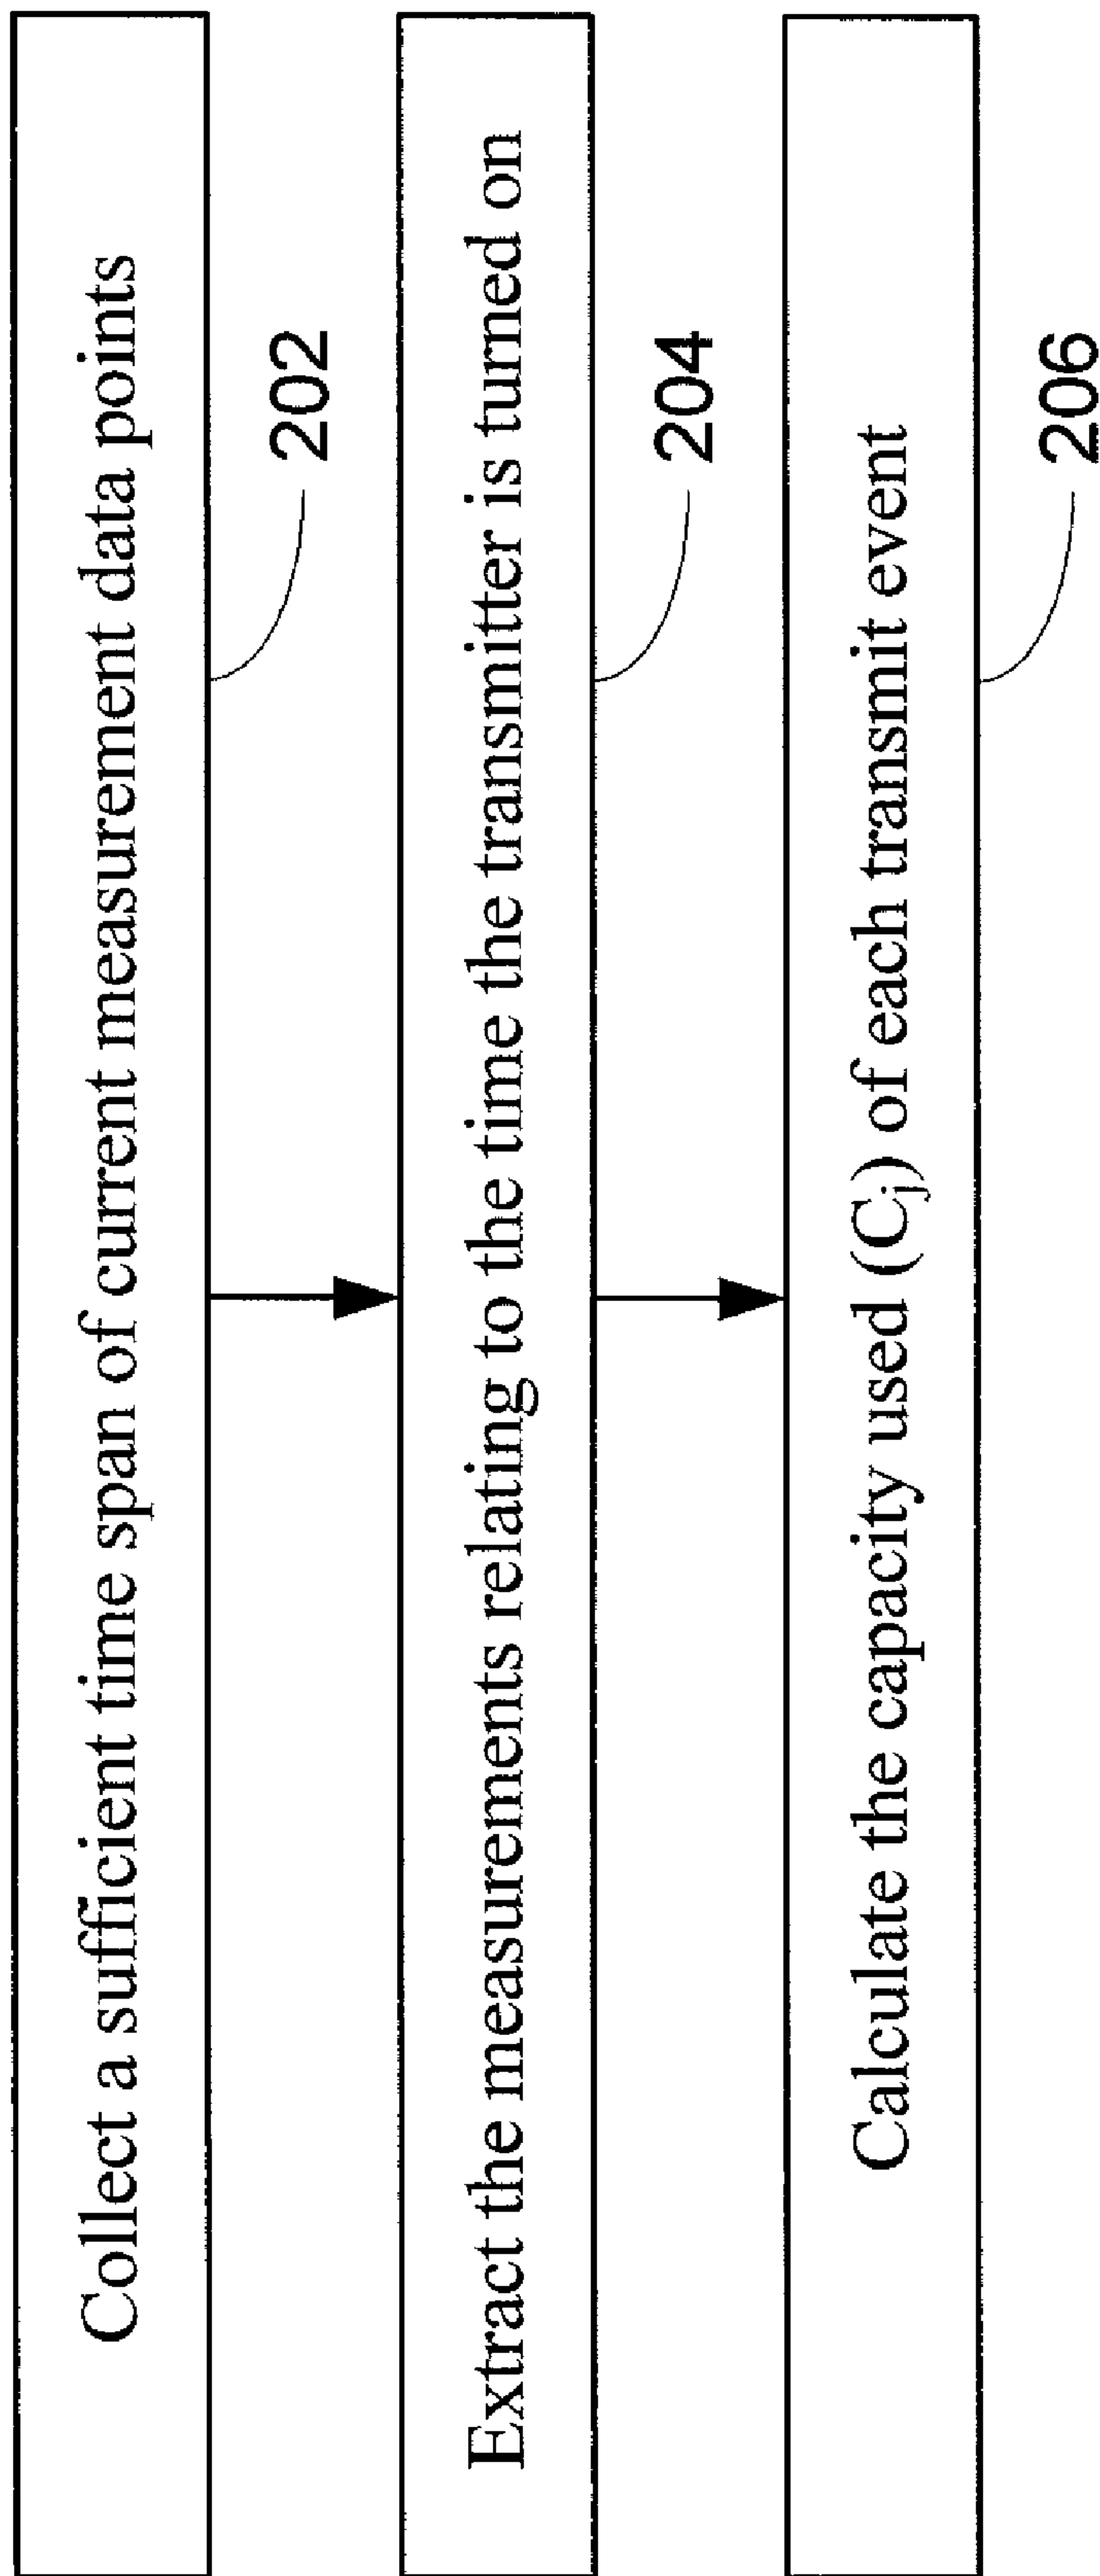 Collect a sufficient time span of current measurement data points
202
Extract the measurements relating to the time the transmitter is turned on
204
Calculate the capacity used (Cj) of each transmit event
206